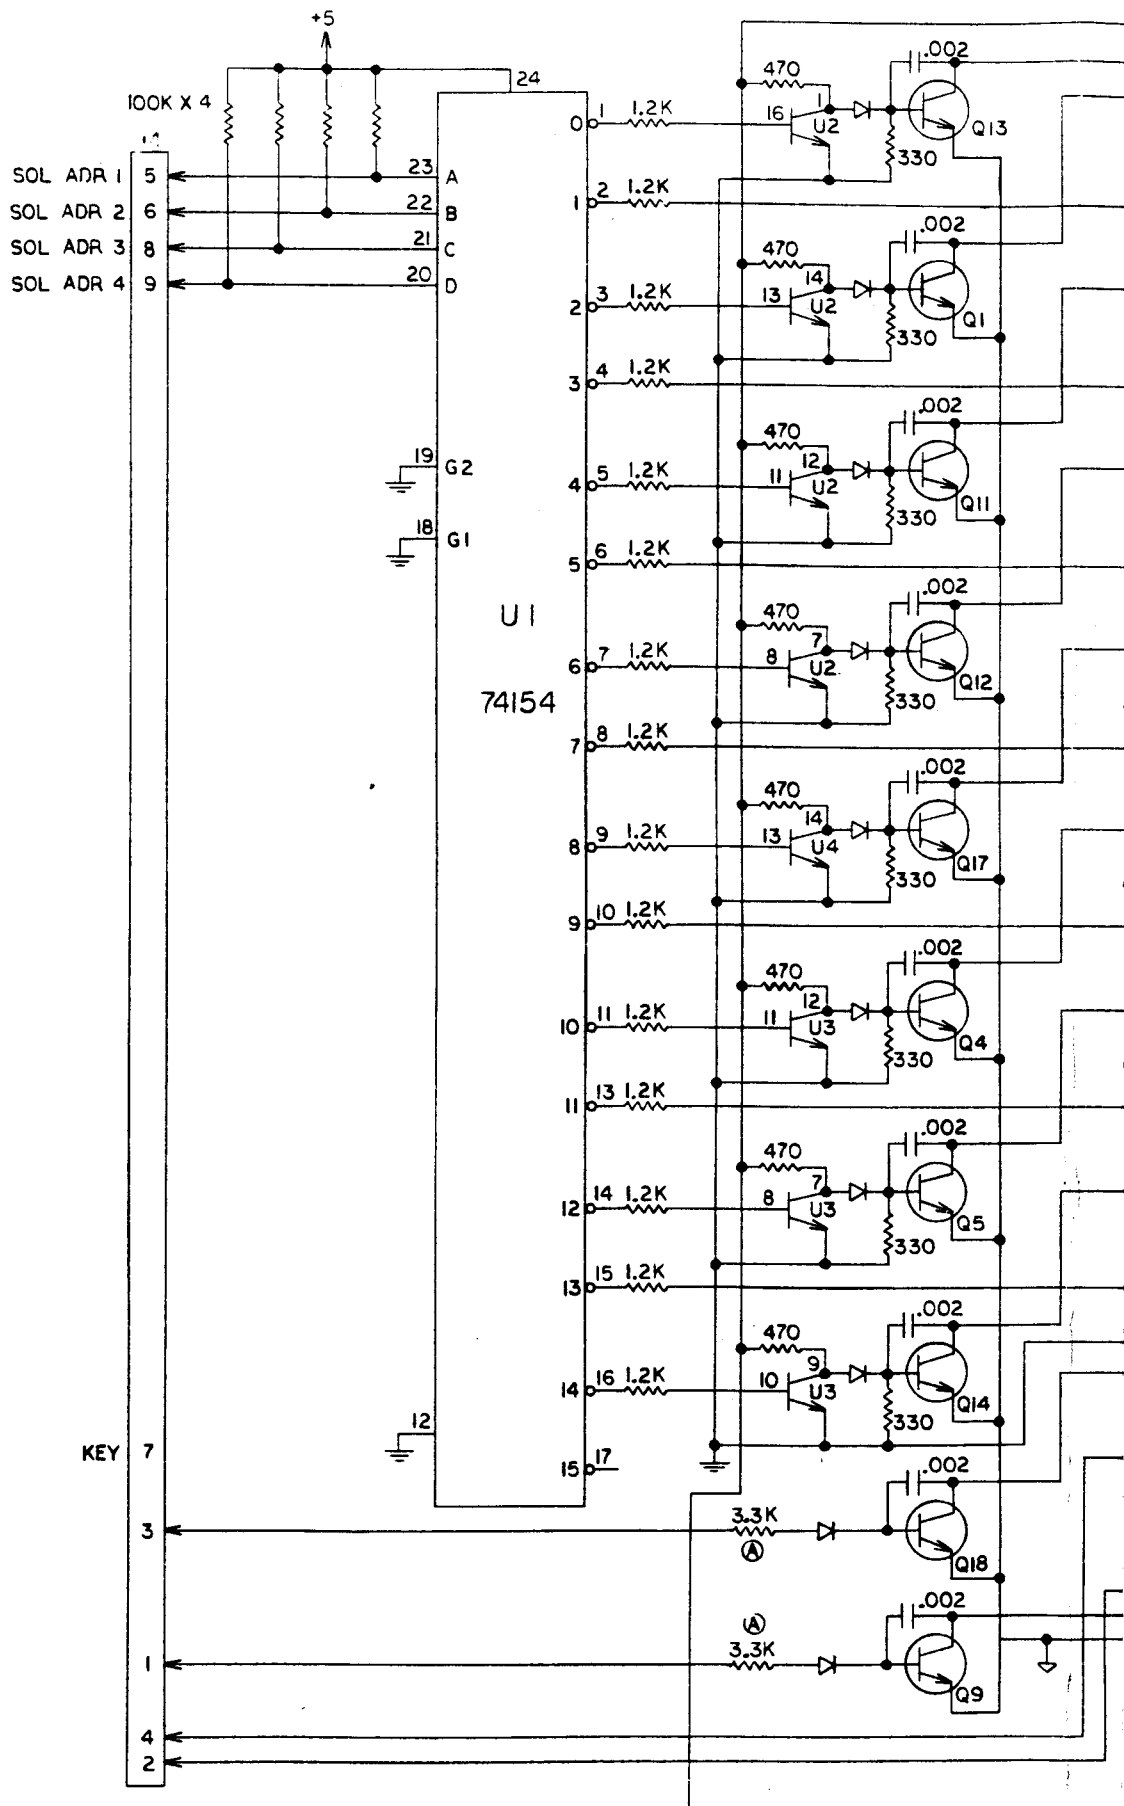 +5
24
100K X 4
SOL ADR 1 5
23 A
SOL ADR 2 6
22 B
SOL ADR 3 8
21 C
SOL ADR 4 9
20 D
19 G2
18 G1
U1
74154
12
KEY 7
3
1
4
2
0 1 1.2K
1 2 1.2K
2 3 1.2K
3 4 1.2K
4 5 1.2K
5 6 1.2K
6 7 1.2K
7 8 1.2K
8 9 1.2K
9 10 1.2K
10 11 1.2K
11 13 1.2K
12 14 1.2K
13 15 1.2K
14 16 1.2K
15 17
470 16 1 U2 330 .002 Q13
470 13 14 U2 330 .002 Q1
470 11 12 U2 330 .002 Q11
470 8 7 U2 330 .002 Q12
470 13 14 U4 330 .002 Q17
470 11 12 U3 330 .002 Q4
470 8 7 U3 330 .002 Q5
470 10 9 U3 330 .002 Q14
3.3K A .002 Q18
A 3.3K .002 Q9